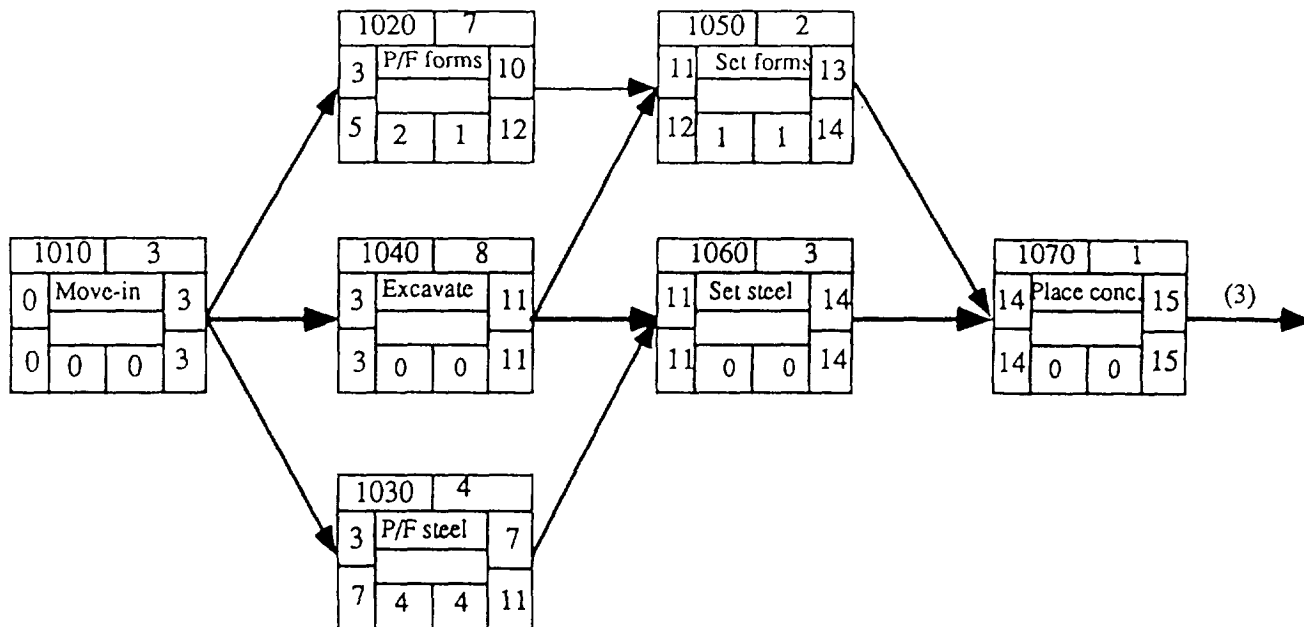 1020 7
3 P/F forms 10
5 2 1 12
1050 2
11 Set forms 13
12 1 1 14
1010 3
0 Move-in 3
0 0 0 3
1040 8
3 Excavate 11
3 0 0 11
1060 3
11 Set steel 14
11 0 0 14
1070 1
14 Place conc. 15
14 0 0 15
(3)
1030 4
3 P/F steel 7
7 4 4 11